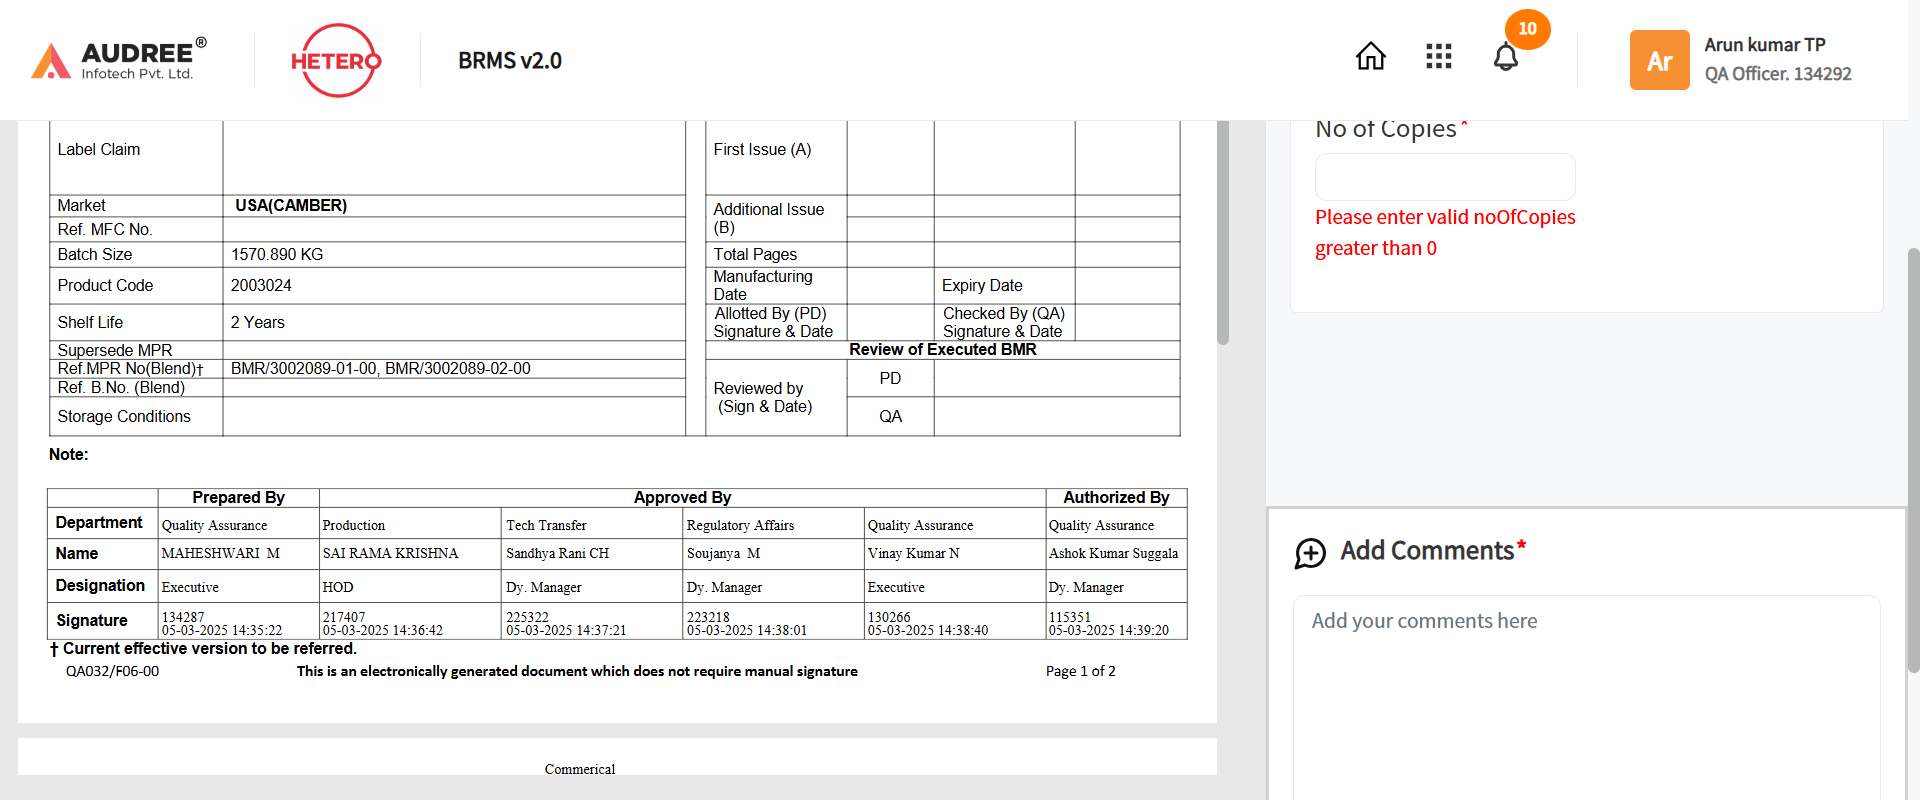 AUDREE®
Infotech Pvt. Ltd.
HETERO
BRMS v2.0
10
Ar
Arun kumar TP
QA Officer. 134292
Label Claim
First Issue (A)
Market USA(CAMBER)
Additional Issue
(B)
Ref. MFC No.
Batch Size 1570.890 KG
Total Pages
Product Code 2003024
Manufacturing
Date
Expiry Date
Shelf Life 2 Years
Allotted By (PD)
Signature & Date
Checked By (QA)
Signature & Date
Supersede MPR
Review of Executed BMR
Ref.MPR No(Blend)† BMR/3002089-01-00, BMR/3002089-02-00
Ref. B.No. (Blend)
Reviewed by
(Sign & Date)
PD
Storage Conditions
QA
Note:
Prepared By Approved By Authorized By
Department Quality Assurance Production Tech Transfer Regulatory Affairs Quality Assurance Quality Assurance
Name MAHESHWARI M SAI RAMA KRISHNA Sandhya Rani CH Soujanya M Vinay Kumar N Ashok Kumar Suggala
Designation Executive HOD Dy. Manager Dy. Manager Executive Dy. Manager
Signature 134287 217407 225322 223218 130266 115351
05-03-2025 14:35:22 05-03-2025 14:36:42 05-03-2025 14:37:21 05-03-2025 14:38:01 05-03-2025 14:38:40 05-03-2025 14:39:20
† Current effective version to be referred.
QA032/F06-00 This is an electronically generated document which does not require manual signature Page 1 of 2
Commerical
No of Copies *
Please enter valid noOfCopies
greater than 0
Add Comments*
Add your comments here